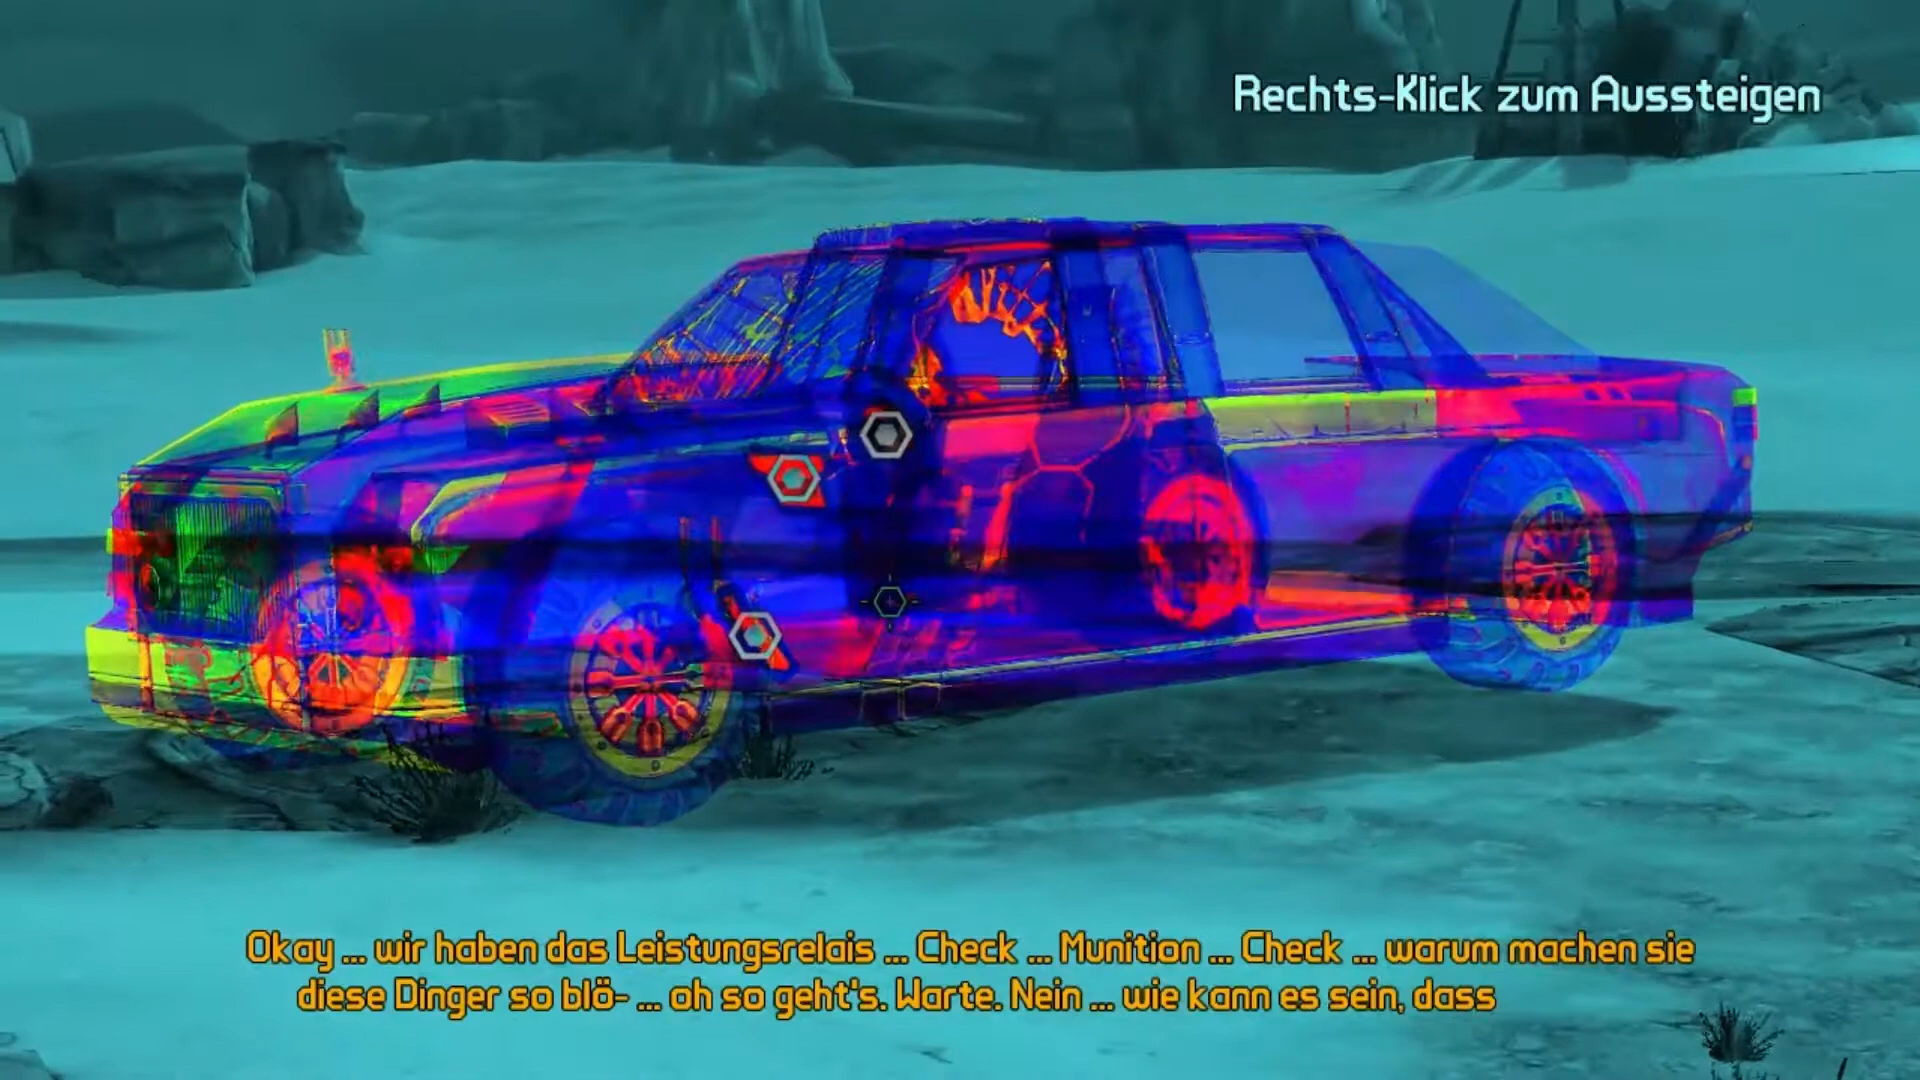 Rechts-Klick zum Aussteigen
Okay ... wir haben das Leistungsrelais ... Check ... Munition ... Check ... warum machen sie
diese Dinger so blö- ... oh so geht's. Warte. Nein ... wie kann es sein, dass